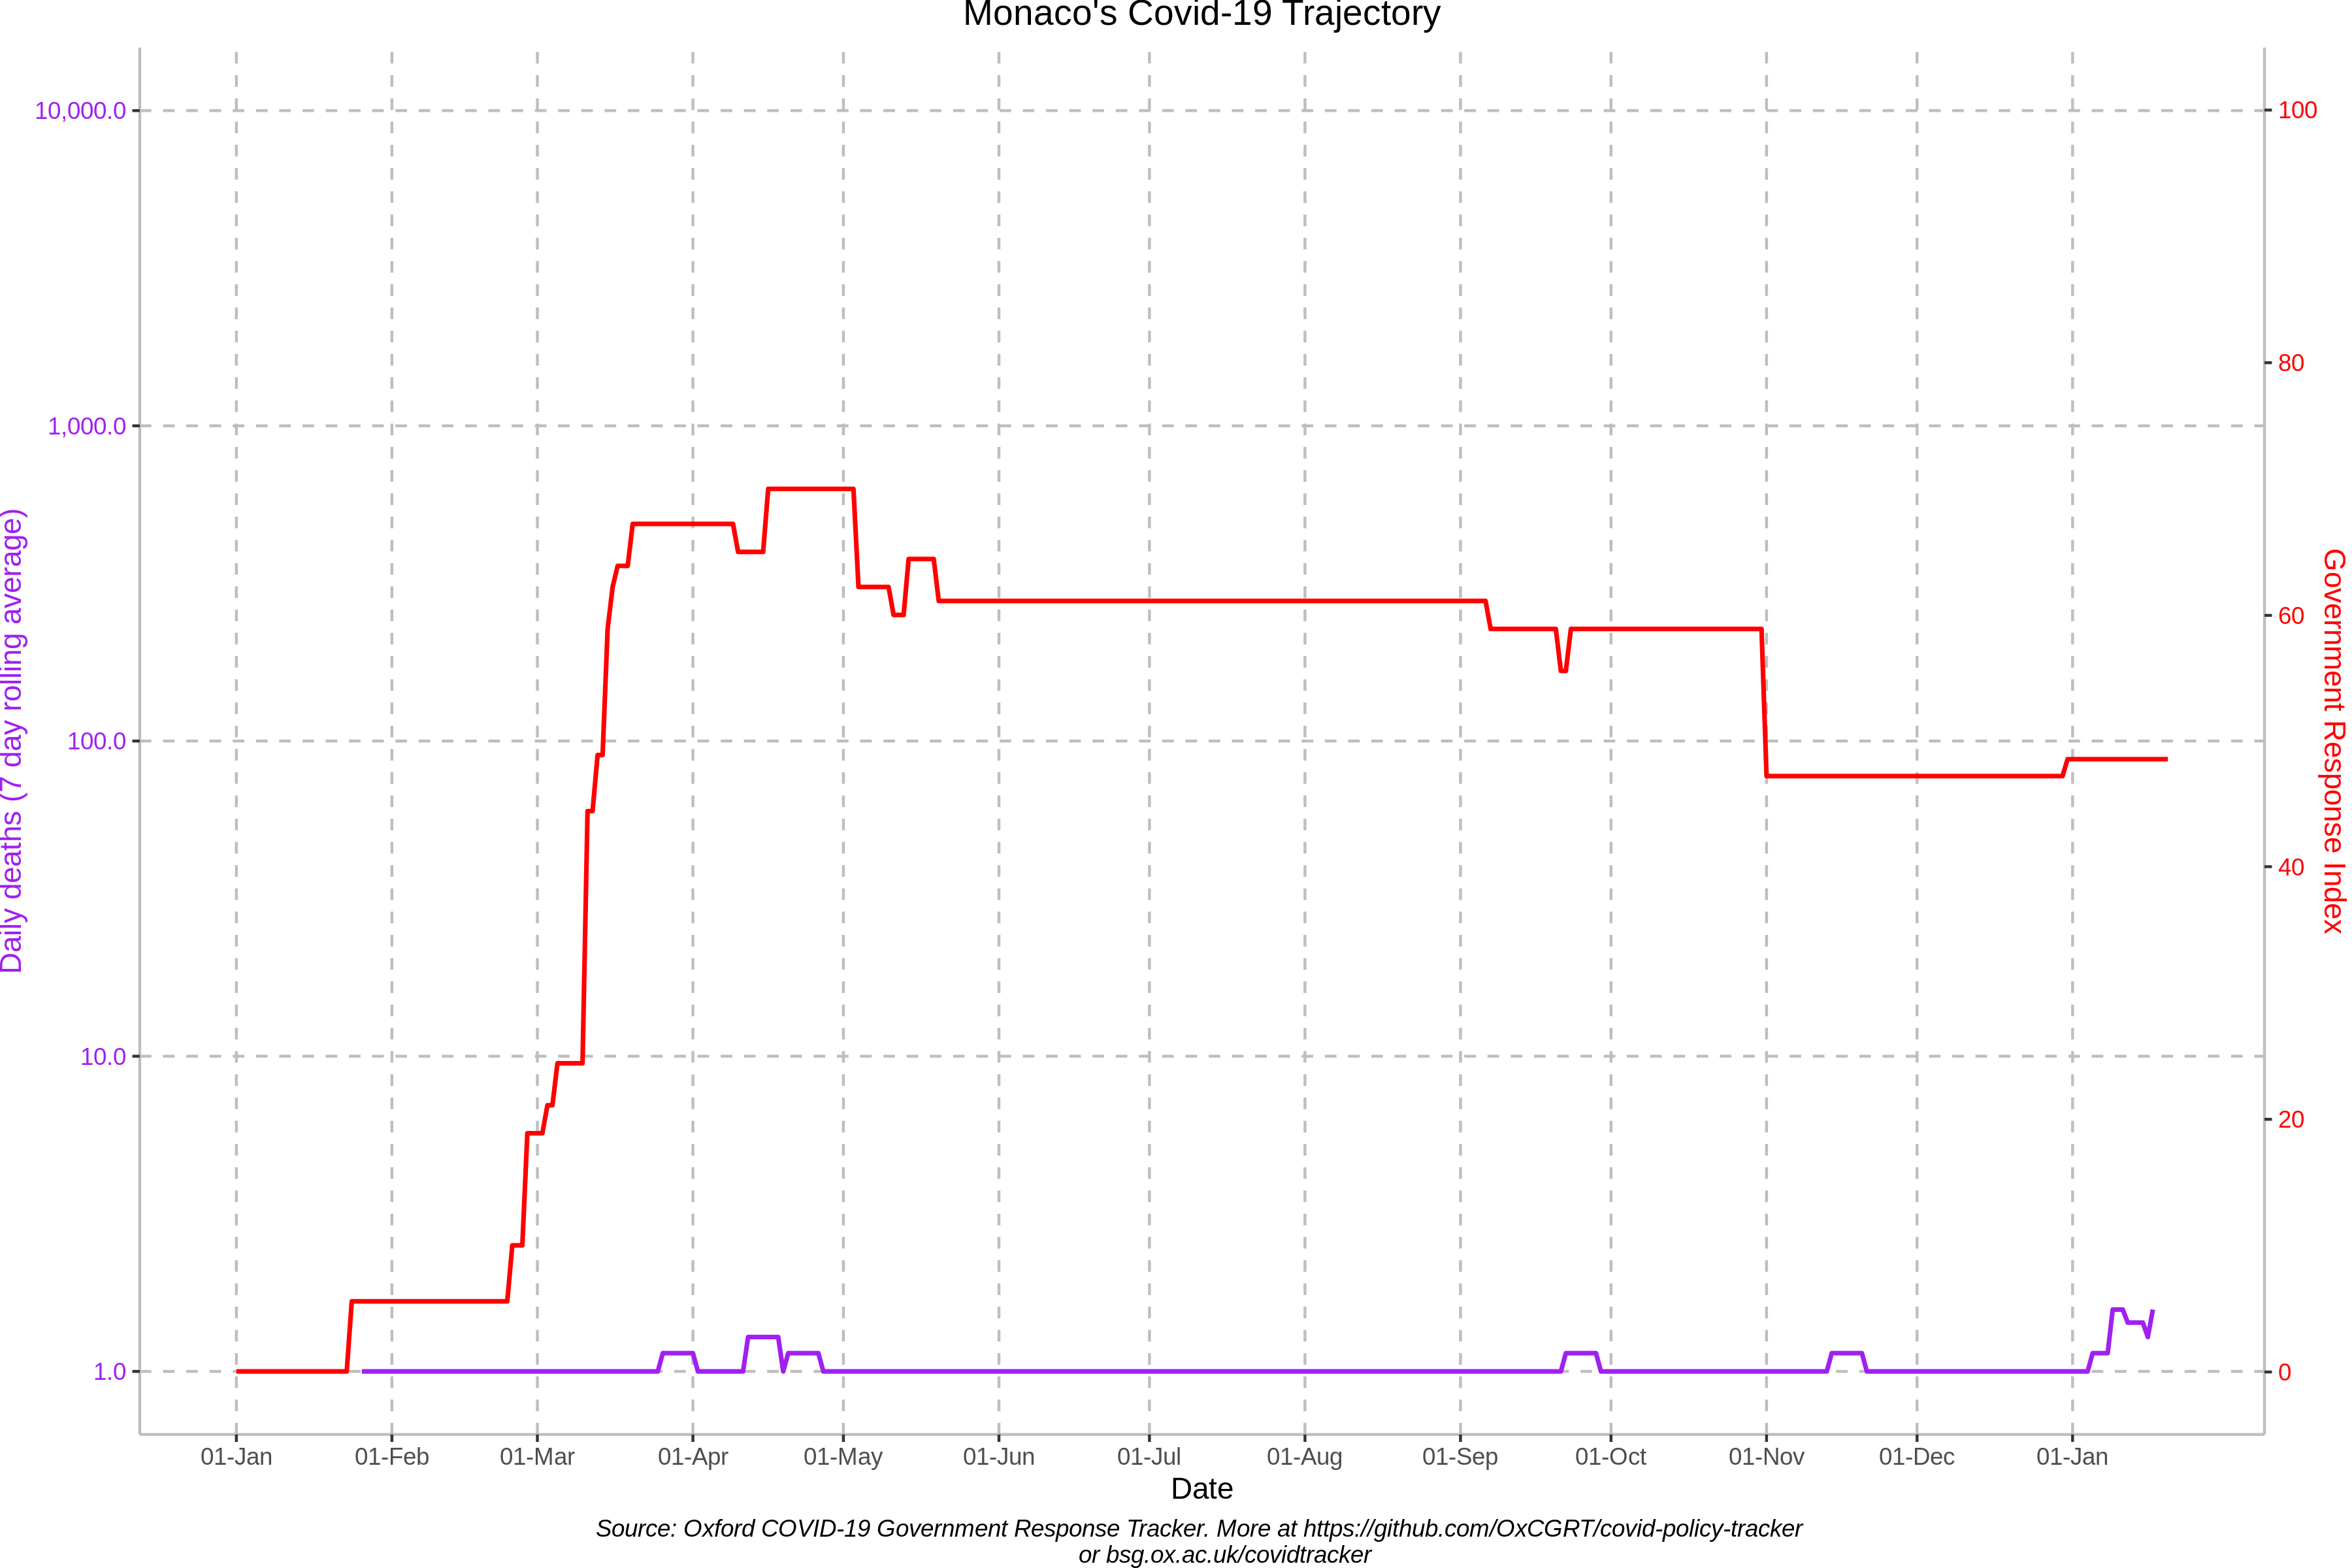 Monaco's Covid-19 Trajectory
10,000.0
1,000.0
100.0
10.0
1.0
Daily deaths (7 day rolling average)
100
80
60
40
20
0
Government Response Index
01-Jan 01-Feb 01-Mar 01-Apr 01-May 01-Jun 01-Jul 01-Aug 01-Sep 01-Oct 01-Nov 01-Dec 01-Jan
Date
Source: Oxford COVID-19 Government Response Tracker. More at https://github.com/OxCGRT/covid-policy-tracker
or bsg.ox.ac.uk/covidtracker